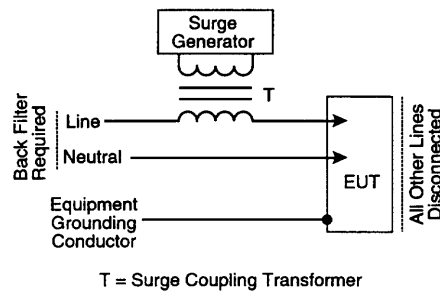 Surge
Generator
T
Back Filter
Required
Line
Neutral
EUT
All Other Lines
Disconnected
Equipment
Grounding
Conductor
T = Surge Coupling Transformer